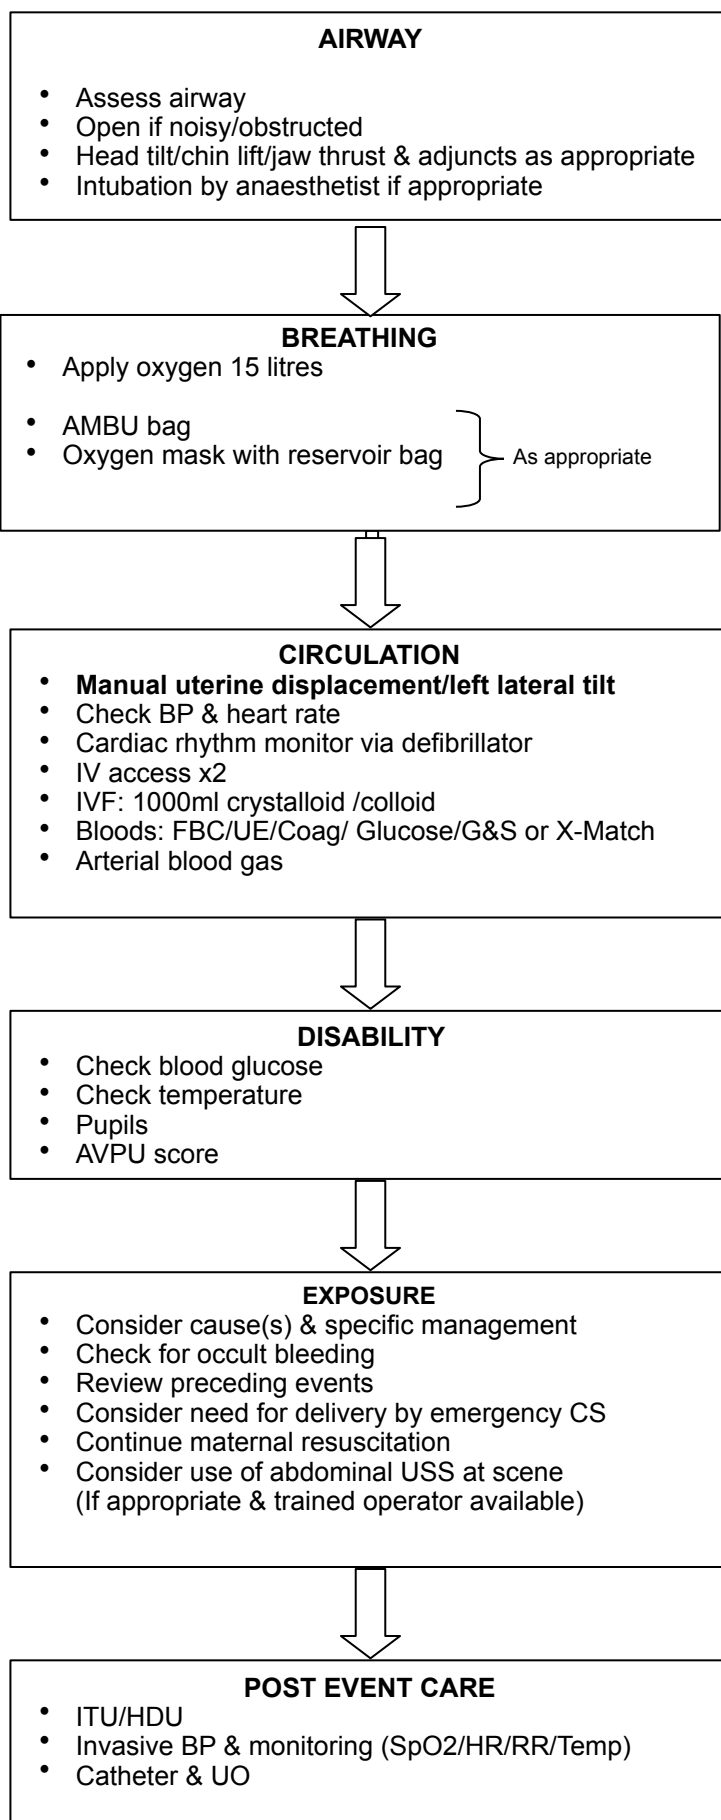 AIRWAY
• Assess airway
• Open if noisy/obstructed
• Head tilt/chin lift/jaw thrust & adjuncts as appropriate
• Intubation by anaesthetist if appropriate
BREATHING
• Apply oxygen 15 litres
• AMBU bag
• Oxygen mask with reservoir bag
As appropriate
CIRCULATION
• Manual uterine displacement/left lateral tilt
• Check BP & heart rate
• Cardiac rhythm monitor via defibrillator
• IV access x2
• IVF: 1000ml crystalloid /colloid
• Bloods: FBC/UE/Coag/ Glucose/G&S or X-Match
• Arterial blood gas
DISABILITY
• Check blood glucose
• Check temperature
• Pupils
• AVPU score
EXPOSURE
• Consider cause(s) & specific management
• Check for occult bleeding
• Review preceding events
• Consider need for delivery by emergency CS
• Continue maternal resuscitation
• Consider use of abdominal USS at scene
(If appropriate & trained operator available)
POST EVENT CARE
• ITU/HDU
• Invasive BP & monitoring (SpO2/HR/RR/Temp)
• Catheter & UO